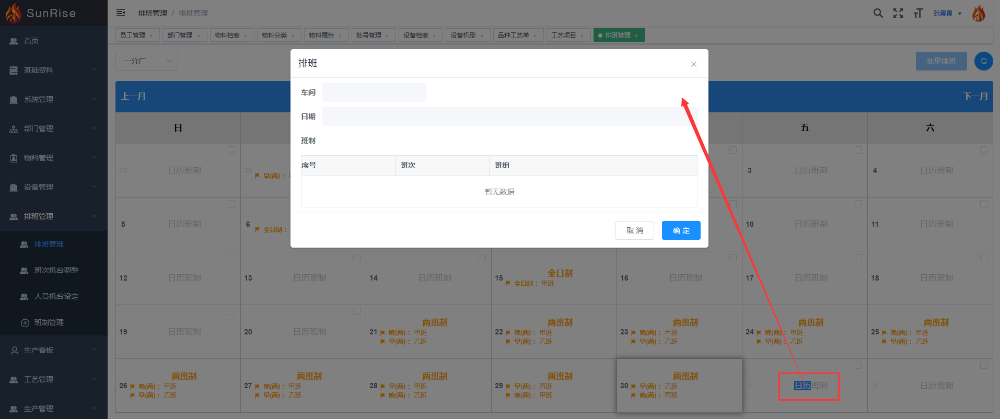 SunRise
排班管理 / 排班管理
张勇勇
员工管理 × 部门管理 × 物料档案 × 物料分类 × 物料属性 × 批号管理 × 设备档案 × 设备机型 × 品种工艺单 × 工艺项目 × 排班管理 ×
首页
基础资料
系统管理
部门管理
物料管理
设备管理
排班管理
排班管理
班次机台调整
人员机台设定
班制管理
生产看板
工艺管理
生产管理
一分厂
批量排班
上一月
下一月
日
五
六
排班
车间
日期
班制
序号 班次 班组
暂无数据
取 消 确 定
29 日历班制
30
早(两)：
3 日历班制
4 日历班制
5 日历班制
6
全日制：
10 日历班制
11 日历班制
12 日历班制
13 日历班制
14 日历班制
15 全日制
全日制： 甲班
16 日历班制
17 日历班制
18 日历班制
19 日历班制
20 日历班制
21 两班制
晚(两)： 甲班
早(两)： 乙班
22 两班制
晚(两)： 甲班
早(两)： 乙班
23 两班制
晚(两)： 甲班
早(两)： 乙班
24 两班制
晚(两)： 甲班
早(两)： 乙班
25 两班制
晚(两)： 甲班
早(两)： 乙班
26 两班制
晚(两)： 甲班
早(两)： 乙班
27 两班制
晚(两)： 甲班
早(两)： 乙班
28 两班制
早(两)： 甲班
晚(两)： 乙班
29 两班制
早(两)： 丙班
晚(两)： 甲班
30 两班制
早(两)： 乙班
晚(两)： 丙班
1 日历班制
2 日历班制